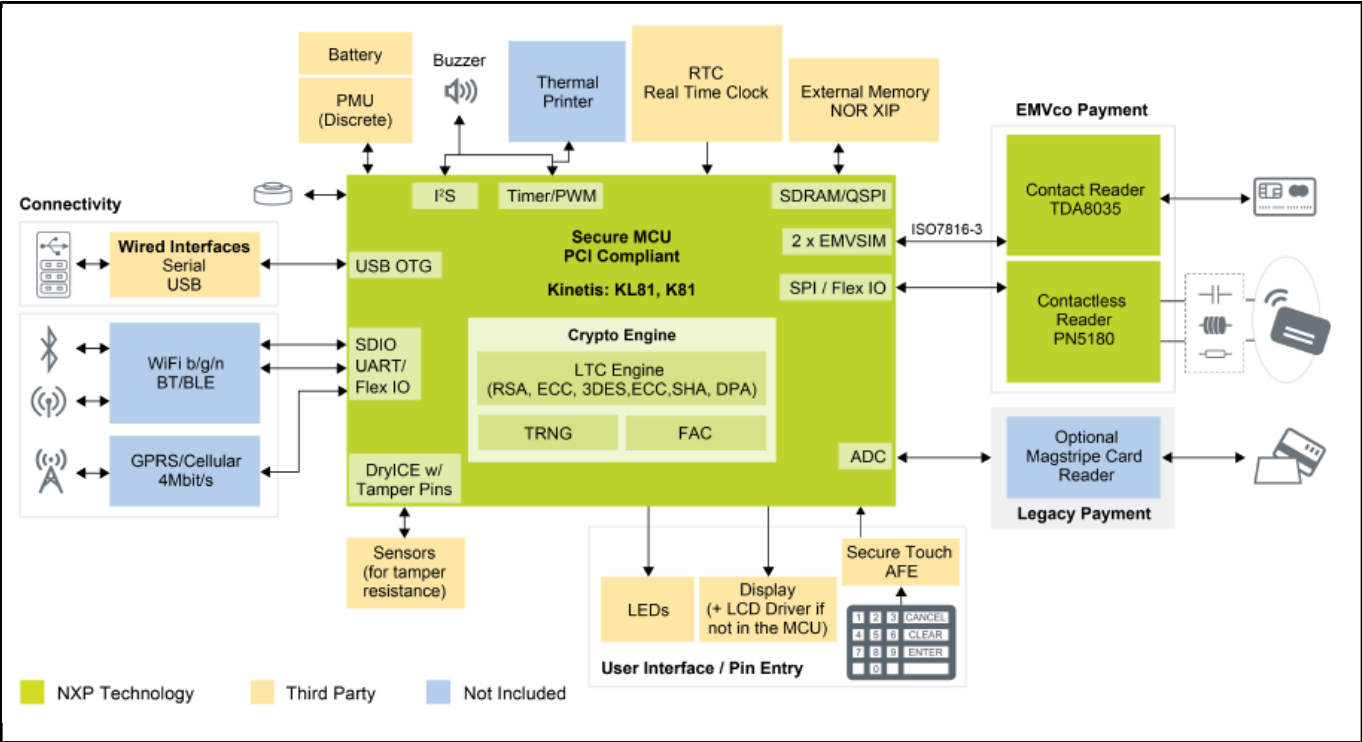 Battery
PMU
(Discrete)
Buzzer
Thermal
Printer
RTC
Real Time Clock
External Memory
NOR XIP
EMVco Payment
Contact Reader
TDA8035
Contactless
Reader
PN5180
ISO7816-3
Connectivity
Wired Interfaces
Serial
USB
WiFi b/g/n
BT/BLE
GPRS/Cellular
4Mbit/s
I²S
Timer/PWM
SDRAM/QSPI
2 x EMVSIM
SPI / Flex IO
USB OTG
SDIO
UART/
Flex IO
Secure MCU
PCI Compliant
Kinetis: KL81, K81
Crypto Engine
LTC Engine
(RSA, ECC, 3DES,ECC,SHA, DPA)
TRNG
FAC
DryICE w/
Tamper Pins
ADC
Optional
Magstripe Card
Reader
Legacy Payment
Sensors
(for tamper
resistance)
LEDs
Display
(+ LCD Driver if
not in the MCU)
Secure Touch
AFE
1 2 3 CANCEL
4 5 6 CLEAR
7 8 9 ENTER
0
User Interface / Pin Entry
NXP Technology
Third Party
Not Included